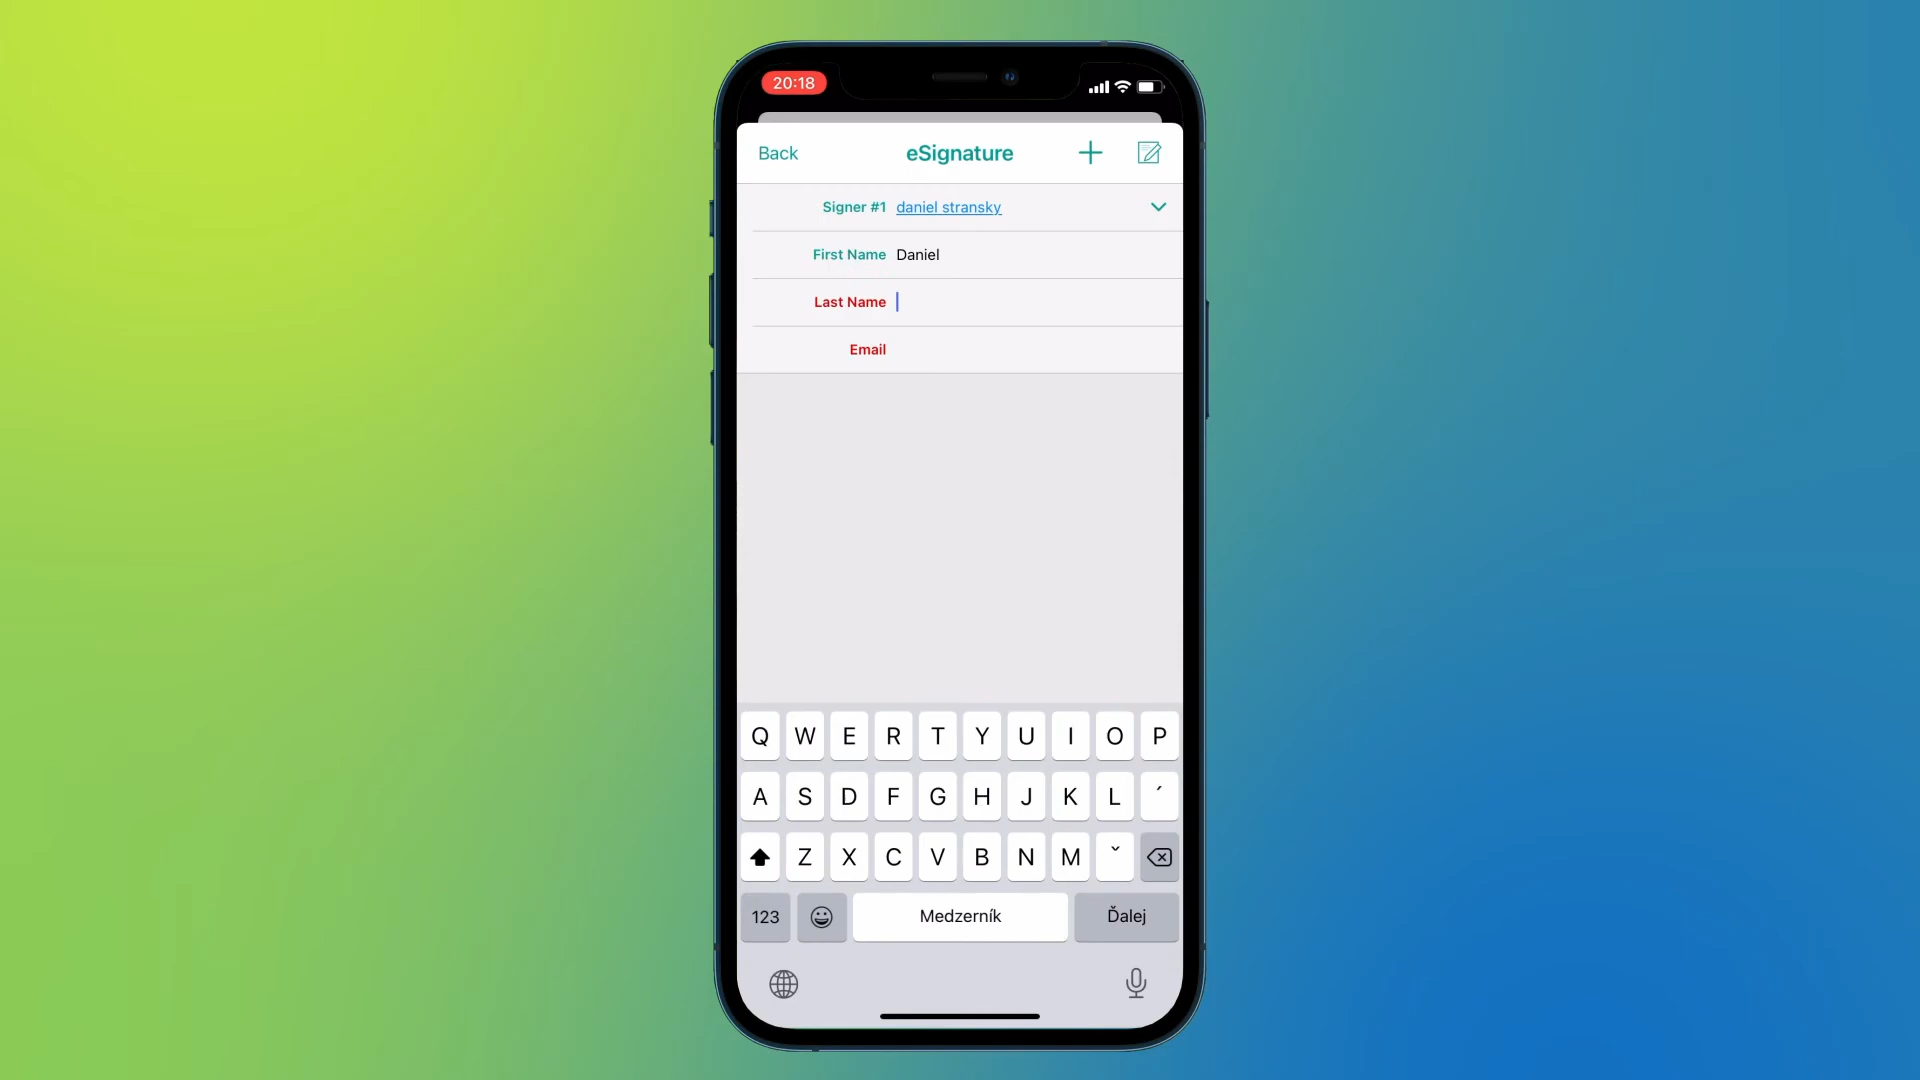 20:18
Back eSignature
Signer #1 daniel stransky
First Name Daniel
Last Name
Email
Q W E R T Y U I O P
A S D F G H J K L ´
Z X C V B N M ˇ
123 Medzerník Ďalej